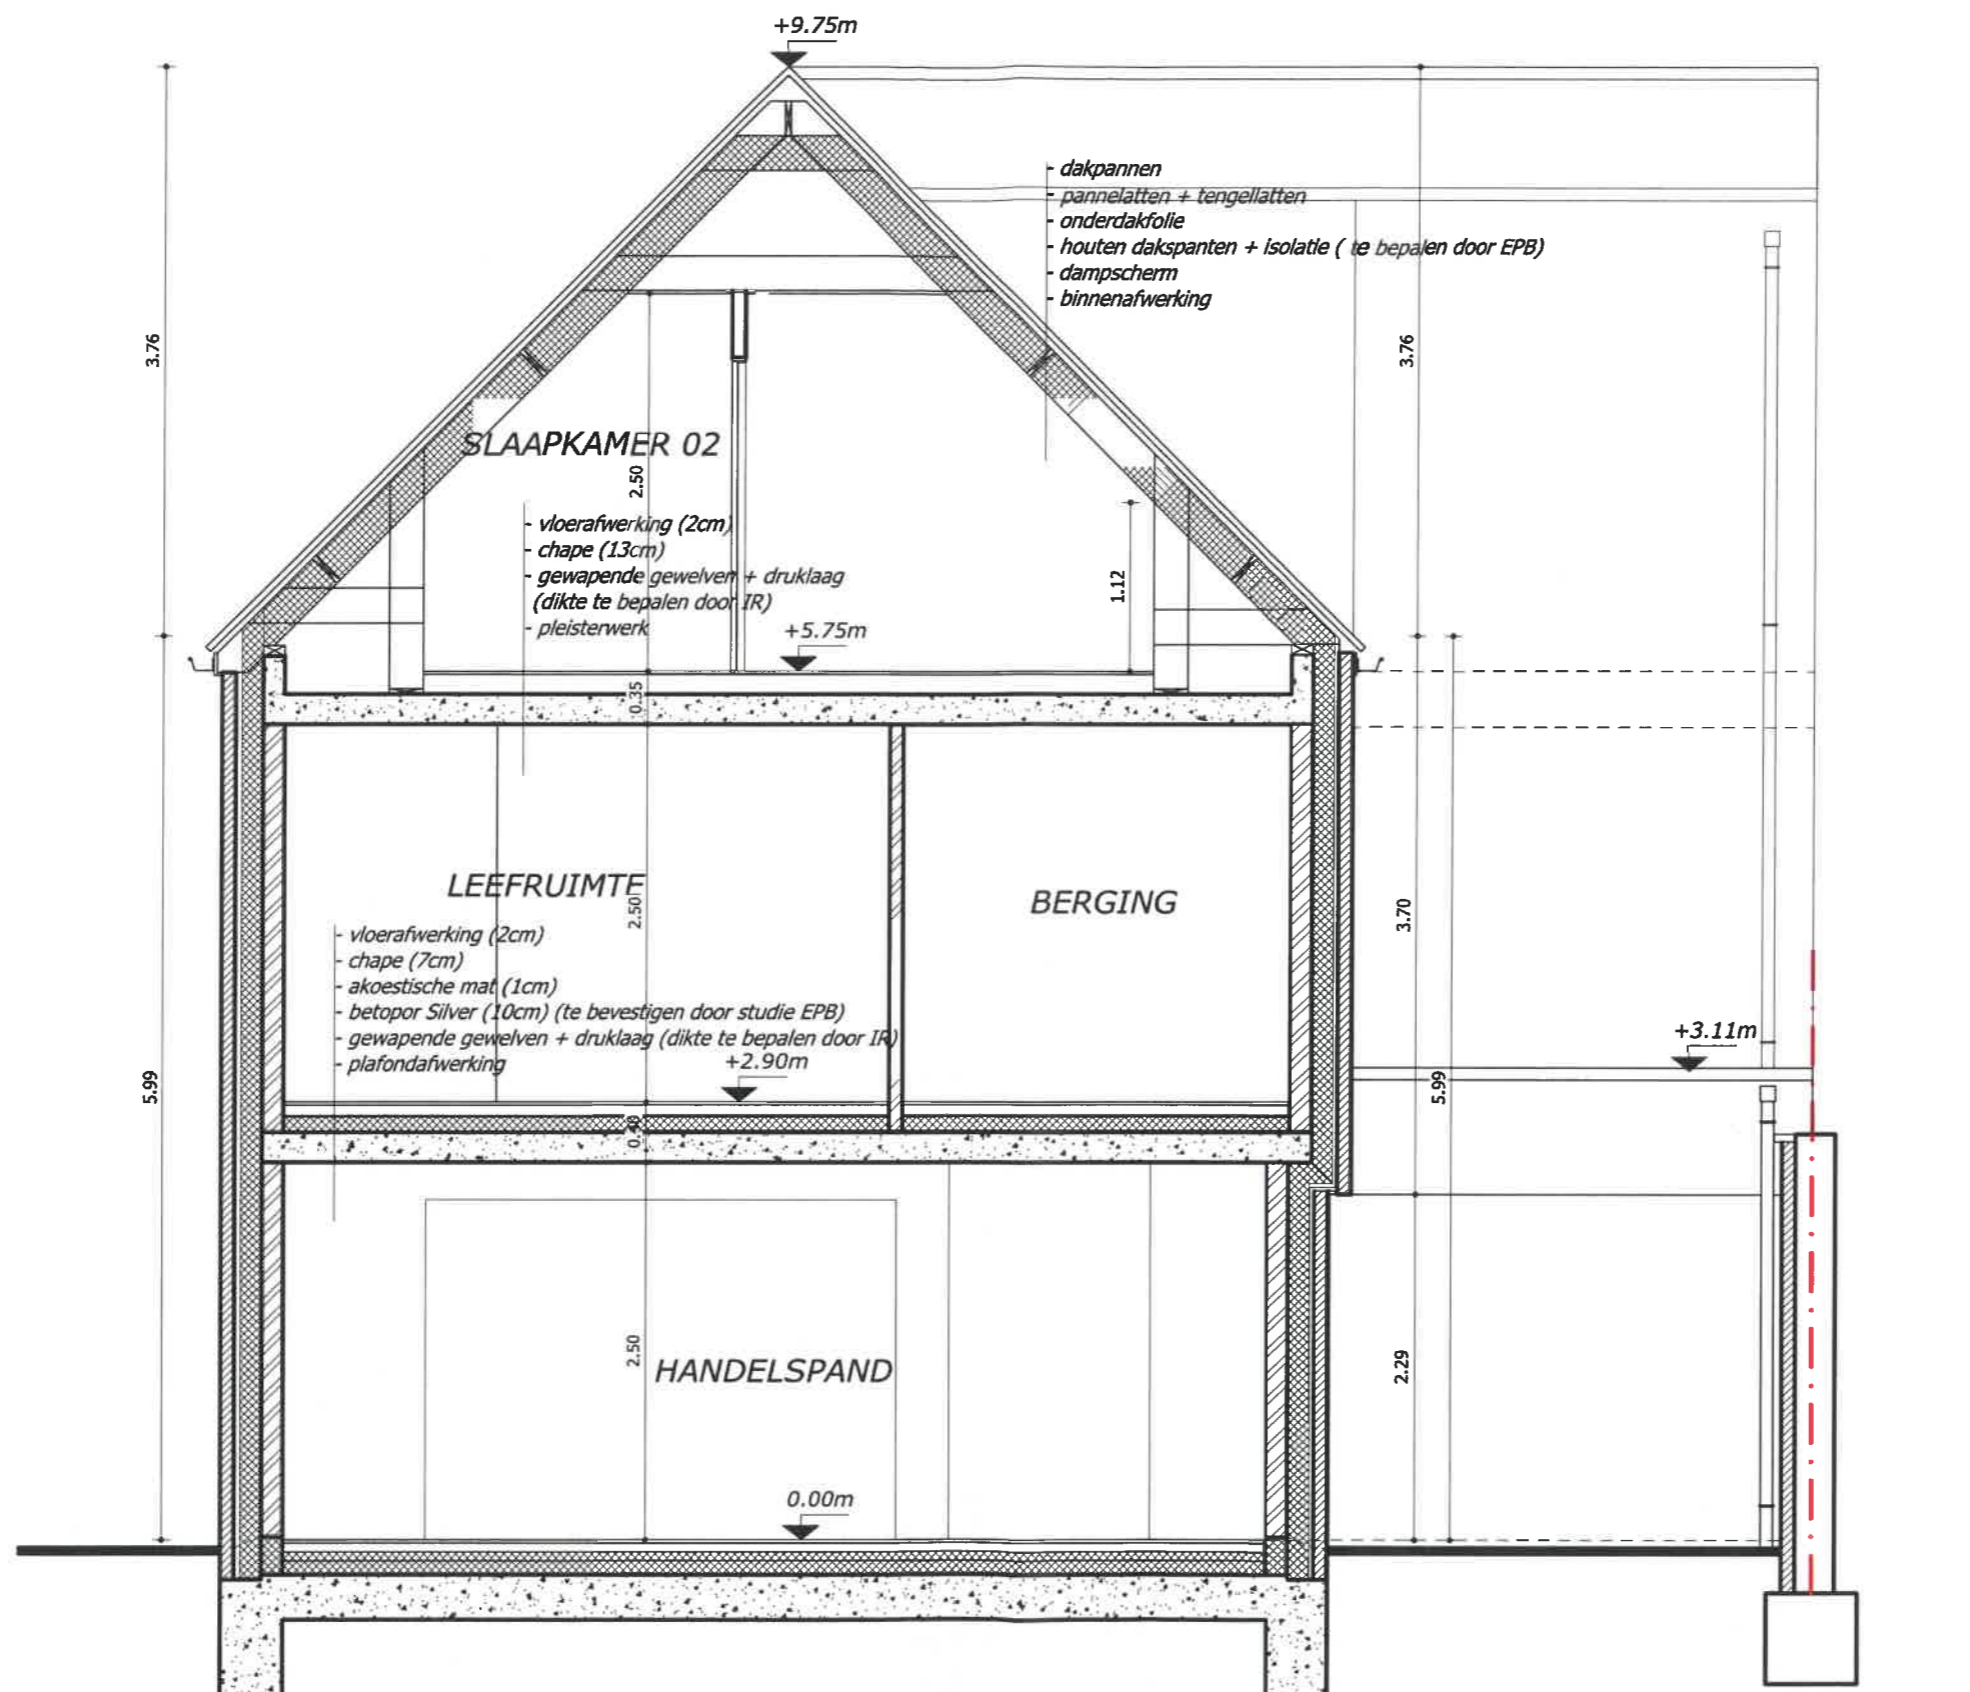 +9.75m
- dakpannen
- pannelatten + tengellatten
- onderdakfolie
- houten dakspanten + isolatie ( te bepalen door EPB)
- dampscherm
- binnenafwerking
3.76
3.76
SLAAPKAMER 02
2.50
- vloerafwerking (2cm)
- chape (13cm)
- gewapende gewelven + druklaag
(dikte te bepalen door IR)
- pleisterwerk
1.12
+5.75m
0.35
LEEFRUIMTE
2.50
BERGING
3.70
- vloerafwerking (2cm)
- chape (7cm)
- akoestische mat (1cm)
- betopor Silver (10cm) (te bevestigen door studie EPB)
- gewapende gewelven + druklaag (dikte te bepalen door IR)
- plafondafwerking
+2.90m
+3.11m
5.99
5.99
0.40
2.50
HANDELSPAND
2.29
0.00m